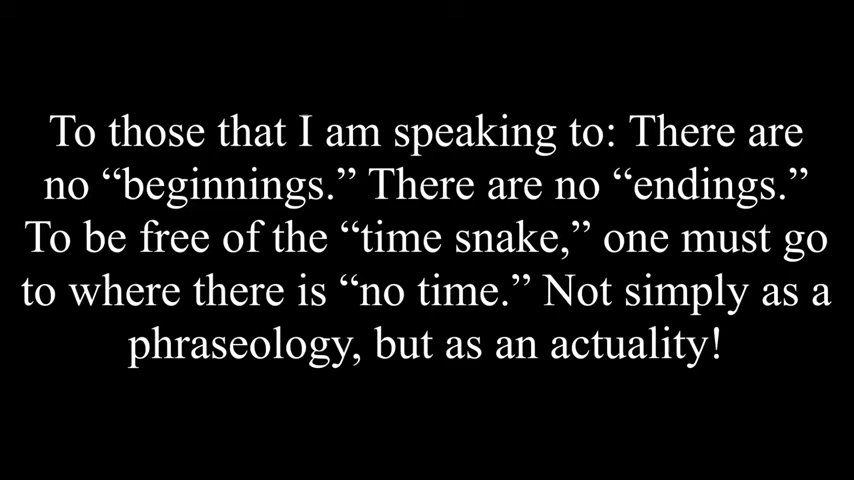 To those that I am speaking to: There are
no “beginnings.” There are no “endings.”
To be free of the “time snake,” one must go
to where there is “no time.” Not simply as a
phraseology, but as an actuality!